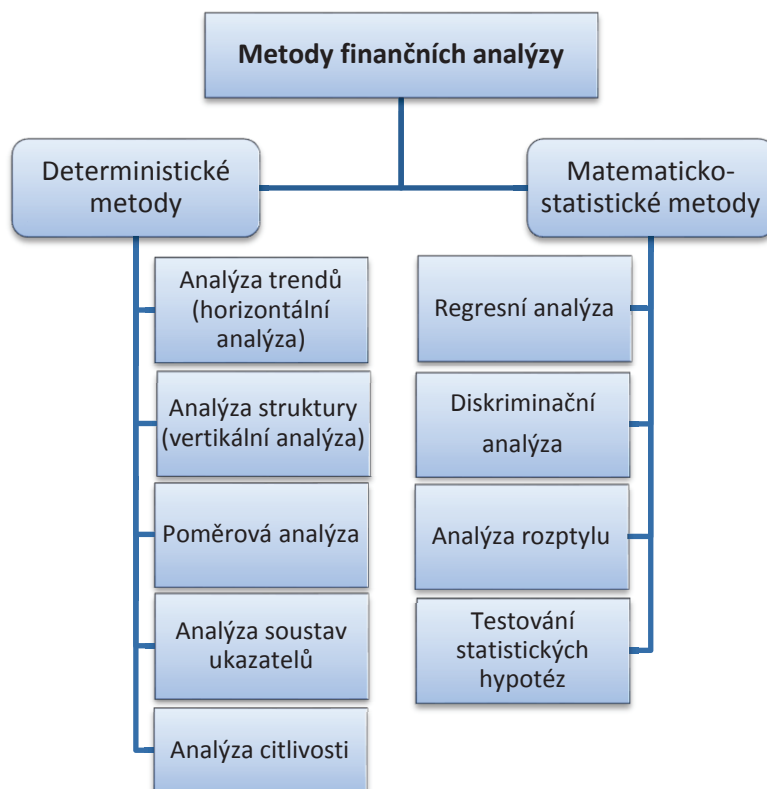 Metody finančních analýzy
Deterministické
metody
Matematicko-
statistické metody
Analýza trendů
(horizontální
analýza)
Analýza struktury
(vertikální analýza)
Poměrová analýza
Analýza soustav
ukazatelů
Analýza citlivosti
Regresní analýza
Diskriminační
analýza
Analýza rozptylu
Testování
statistických
hypotéz